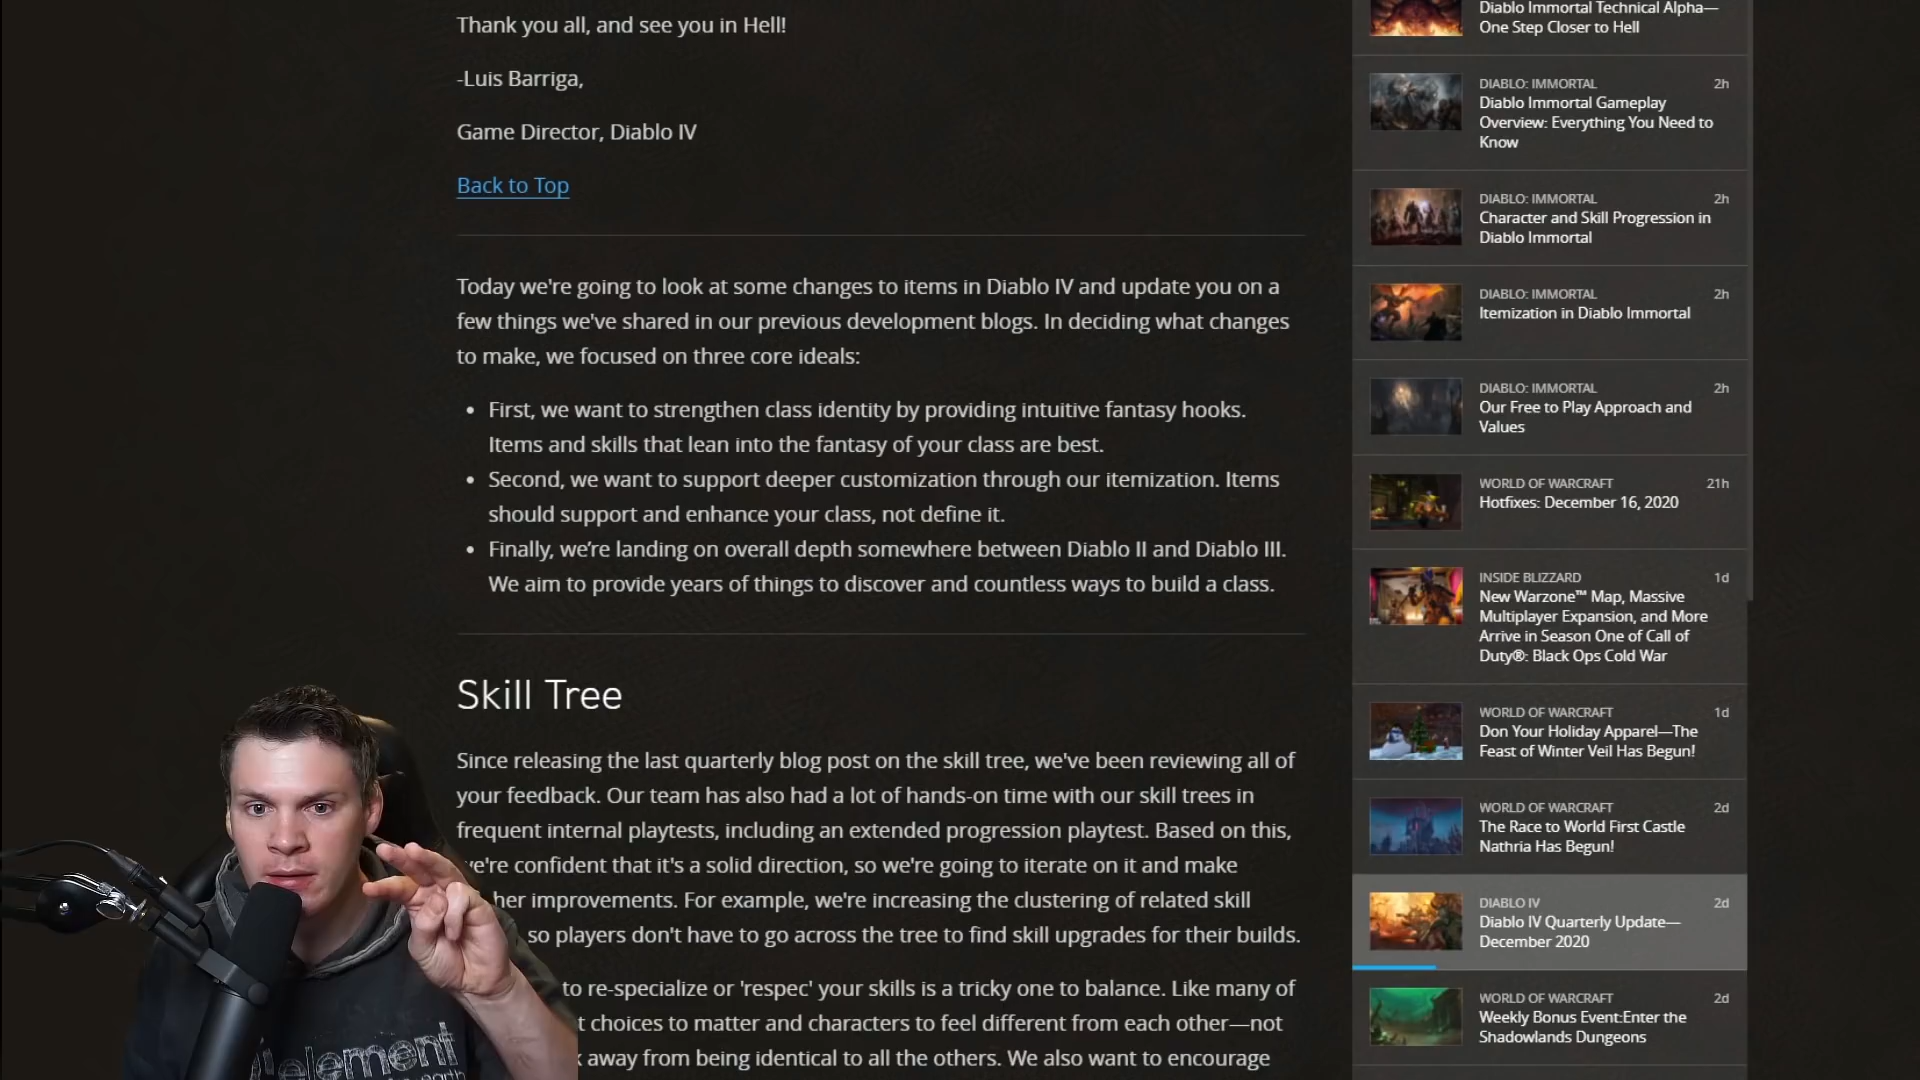 Thank you all, and see you in Hell!
-Luis Barriga,
Game Director, Diablo IV
Back to Top
Today we're going to look at some changes to items in Diablo IV and update you on a
few things we've shared in our previous development blogs. In deciding what changes
to make, we focused on three core ideals:
• First, we want to strengthen class identity by providing intuitive fantasy hooks.
Items and skills that lean into the fantasy of your class are best.
• Second, we want to support deeper customization through our itemization. Items
should support and enhance your class, not define it.
• Finally, we’re landing on overall depth somewhere between Diablo II and Diablo III.
We aim to provide years of things to discover and countless ways to build a class.
Skill Tree
Since releasing the last quarterly blog post on the skill tree, we've been reviewing all of
your feedback. Our team has also had a lot of hands-on time with our skill trees in
frequent internal playtests, including an extended progression playtest. Based on this,
we're confident that it's a solid direction, so we're going to iterate on it and make
her improvements. For example, we're increasing the clustering of related skill
so players don't have to go across the tree to find skill upgrades for their builds.
to re-specialize or 'respec' your skills is a tricky one to balance. Like many of
t choices to matter and characters to feel different from each other—not
k away from being identical to all the others. We also want to encourage
Diablo Immortal Technical Alpha—
One Step Closer to Hell
DIABLO: IMMORTAL 2h
Diablo Immortal Gameplay
Overview: Everything You Need to
Know
DIABLO: IMMORTAL 2h
Character and Skill Progression in
Diablo Immortal
DIABLO: IMMORTAL 2h
Itemization in Diablo Immortal
DIABLO: IMMORTAL 2h
Our Free to Play Approach and
Values
WORLD OF WARCRAFT 21h
Hotfixes: December 16, 2020
INSIDE BLIZZARD 1d
New Warzone™ Map, Massive
Multiplayer Expansion, and More
Arrive in Season One of Call of
Duty®: Black Ops Cold War
WORLD OF WARCRAFT 1d
Don Your Holiday Apparel—The
Feast of Winter Veil Has Begun!
WORLD OF WARCRAFT 2d
The Race to World First Castle
Nathria Has Begun!
DIABLO IV 2d
Diablo IV Quarterly Update—
December 2020
WORLD OF WARCRAFT 2d
Weekly Bonus Event:Enter the
Shadowlands Dungeons
element